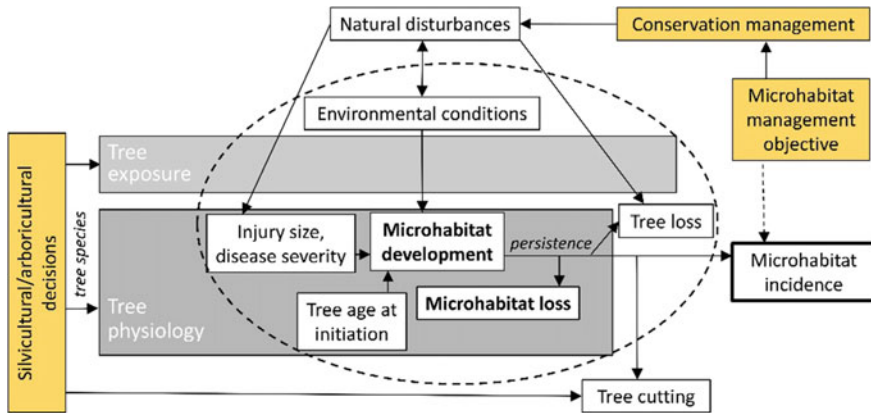 Natural disturbances
Conservation management
Environmental conditions
Microhabitat
management
objective
Tree
exposure
Silvicultural/arboricultural
decisions
tree species
Injury size,
disease severity
Microhabitat
development
persistence
Tree loss
Microhabitat
incidence
Tree
physiology
Tree age at
initiation
Microhabitat loss
Tree cutting